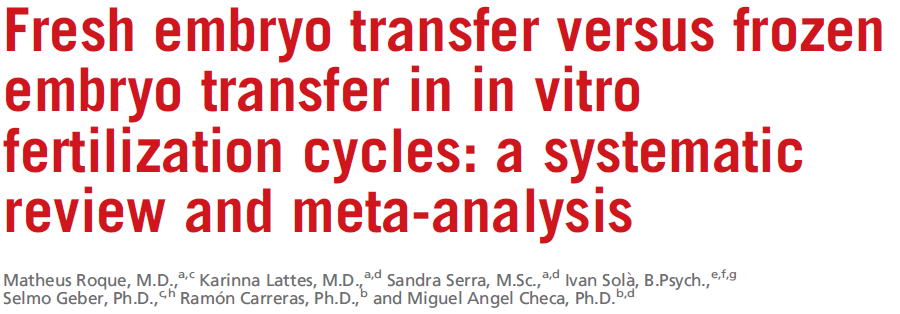 Fresh embryo transfer versus frozen
embryo transfer in in vitro
fertilization cycles: a systematic
review and meta-analysis
Matheus Roque, M.D.,a,c Karinna Lattes, M.D.,a,d Sandra Serra, M.Sc.,a,d Ivan Solà, B.Psych.,e,f,g
Selmo Geber, Ph.D.,c,h Ramón Carreras, Ph.D.,b and Miguel Angel Checa, Ph.D.b,d